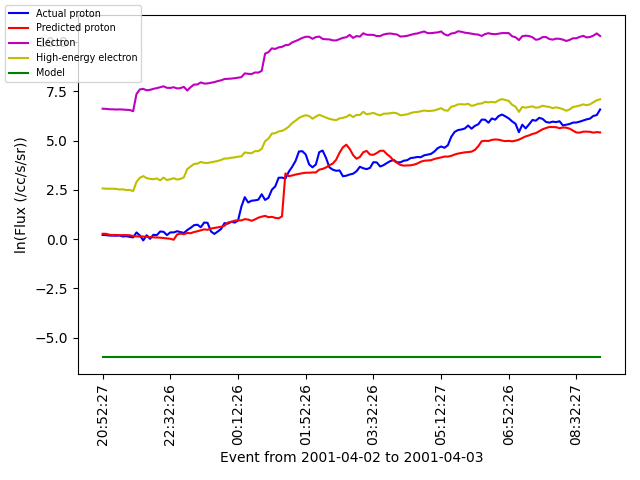 Actual proton
Predicted proton
Electron
High-energy electron
Model
7.5
5.0
2.5
0.0
−2.5
−5.0
ln(Flux (/cc/s/sr))
20:52:27
22:32:26
00:12:26
01:52:26
03:32:26
05:12:27
06:52:26
08:32:27
Event from 2001-04-02 to 2001-04-03